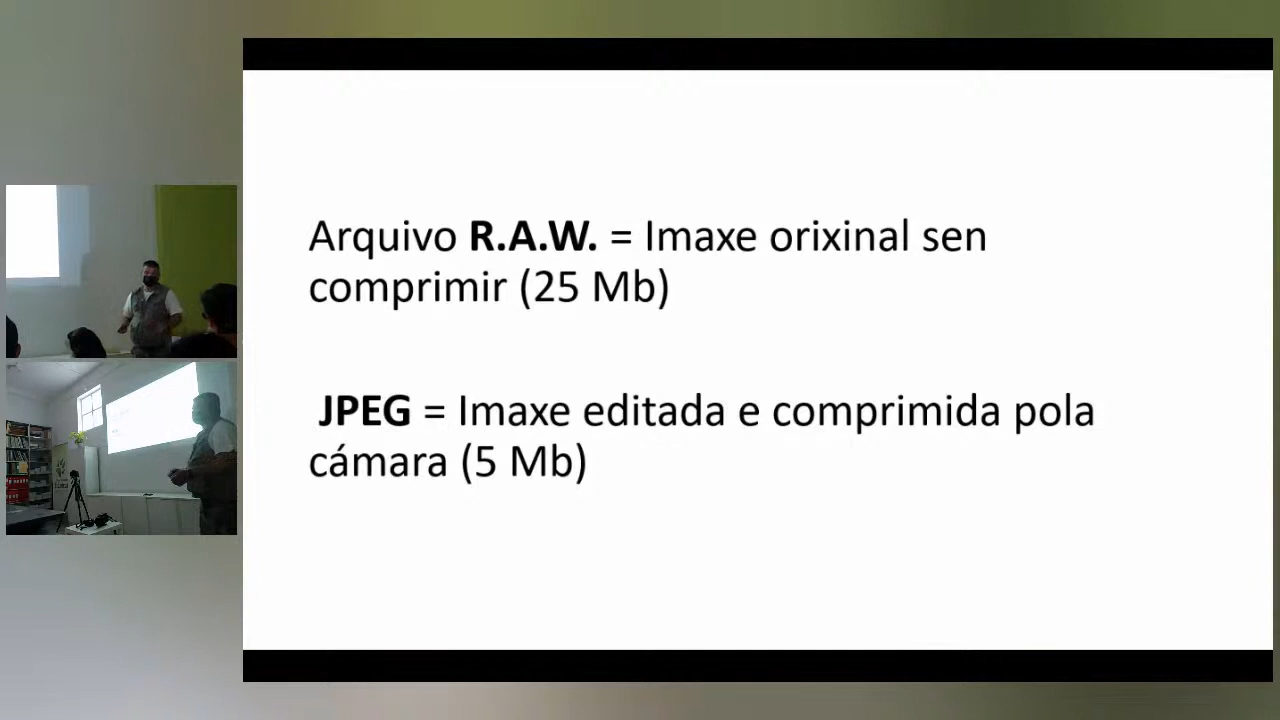 Arquivo R.A.W. = Imaxe orixinal sen
comprimir (25 Mb)
JPEG = Imaxe editada e comprimida pola
cámara (5 Mb)